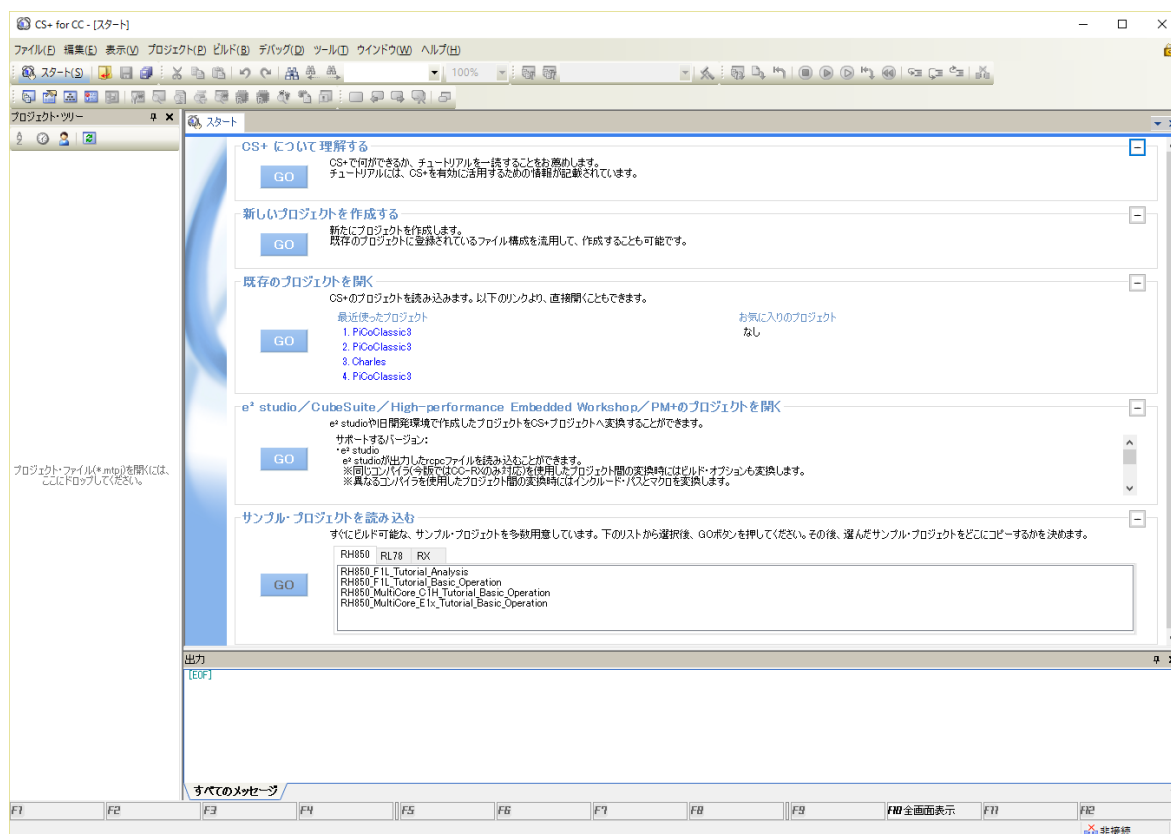 CS+ for CC - [スタート]
ファイル(F) 編集(E) 表示(V) プロジェクト(P) ビルド(B) デバッグ(D) ツール(T) ウインドウ(W) ヘルプ(H)
スタート(S)
100%
プロジェクト・ツリー
スタート
プロジェクト・ファイル(*.mtpj)を開くには、
ここにドロップしてください。
CS+ について理解する
GO
CS+で何ができるか、チュートリアルを一読することをお薦めします。
チュートリアルには、CS+を有効に活用するための情報が記載されています。
新しいプロジェクトを作成する
GO
新たにプロジェクトを作成します。
既存のプロジェクトに登録されているファイル構成を流用して、作成することも可能です。
既存のプロジェクトを開く
GO
CS+のプロジェクトを読み込みます。以下のリンクより、直接開くこともできます。
最近使ったプロジェクト
1. PiCoClassic3
2. PiCoClassic3
3. Charles
4. PiCoClassic3
お気に入りのプロジェクト
なし
e² studio／CubeSuite／High-performance Embedded Workshop／PM+のプロジェクトを開く
GO
e² studioや旧開発環境で作成したプロジェクトをCS+プロジェクトへ変換することができます。
サポートするバージョン:
・e² studio
e² studioが出力したrcpcファイルを読み込むことができます。
※同じコンパイラ(今版ではCC-RXのみ対応)を使用したプロジェクト間の変換時にはビルド・オプションも変換します。
※異なるコンパイラを使用したプロジェクト間の変換時にはインクルード・パスとマクロを変換します。
サンプル・プロジェクトを読み込む
GO
すぐにビルド可能な、サンプル・プロジェクトを多数用意しています。下のリストから選択後、GOボタンを押してください。その後、選んだサンプル・プロジェクトをどこにコピーするかを決めます。
RH850 RL78 RX
RH850_F1L_Tutorial_Analysis
RH850_F1L_Tutorial_Basic_Operation
RH850_MultiCore_C1H_Tutorial_Basic_Operation
RH850_MultiCore_E1x_Tutorial_Basic_Operation
出力
[EOF]
すべてのメッセージ
F1 F2 F3 F4 F5 F6 F7 F8 F9 F10 全画面表示 F11 F12
非接続